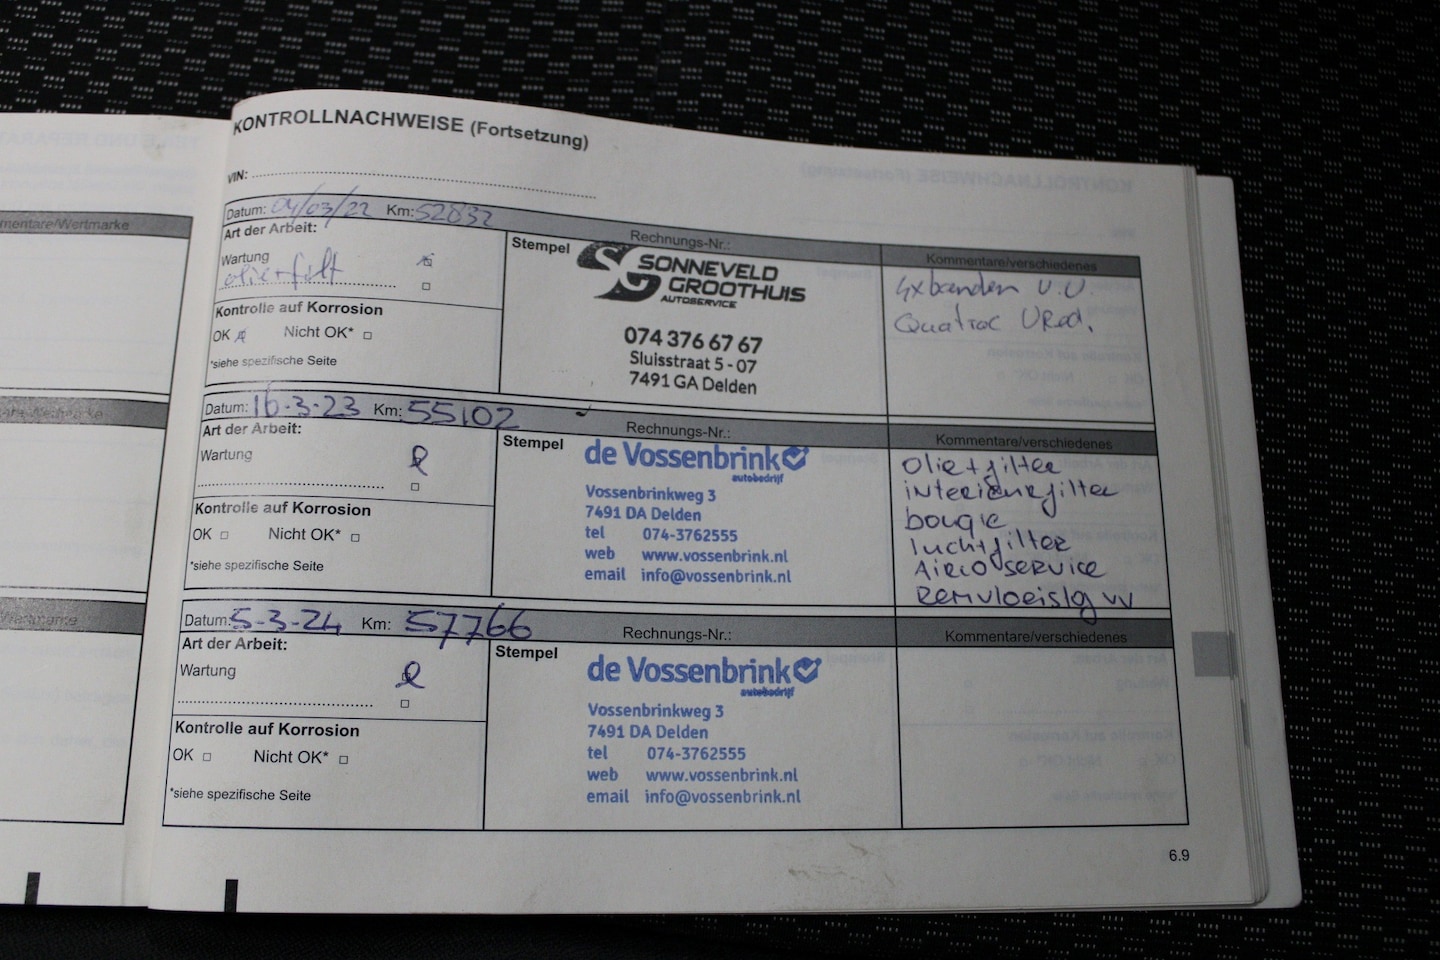 KONTROLLNACHWEISE (Fortsetzung)
VIN:
Datum: 04/03/22 Km: 52832
Art der Arbeit:
Wartung
olie+filt
Kontrolle auf Korrosion
OK Nicht OK*
*siehe spezifische Seite
Stempel
Rechnungs-Nr.:
SG SONNEVELD
GROOTHUIS
AUTOSERVICE
074 376 67 67
Sluisstraat 5 - 07
7491 GA Delden
Kommentare/verschiedenes
4xbanden v.v.
Quatrac Vred.
Datum: 16-3-23 Km: 55102
Art der Arbeit:
Wartung
Kontrolle auf Korrosion
OK Nicht OK*
*siehe spezifische Seite
Stempel
Rechnungs-Nr.:
de Vossenbrink
autobedrijf
Vossenbrinkweg 3
7491 DA Delden
tel 074-3762555
web www.vossenbrink.nl
email info@vossenbrink.nl
Kommentare/verschiedenes
olie+filter
interieurfilter
bougie
luchtfilter
AIRCO service
Remvloeistof vv
Datum: 5-3-24 Km: 57766
Art der Arbeit:
Wartung
Kontrolle auf Korrosion
OK Nicht OK*
*siehe spezifische Seite
Stempel
Rechnungs-Nr.:
de Vossenbrink
autobedrijf
Vossenbrinkweg 3
7491 DA Delden
tel 074-3762555
web www.vossenbrink.nl
email info@vossenbrink.nl
Kommentare/verschiedenes
6.9